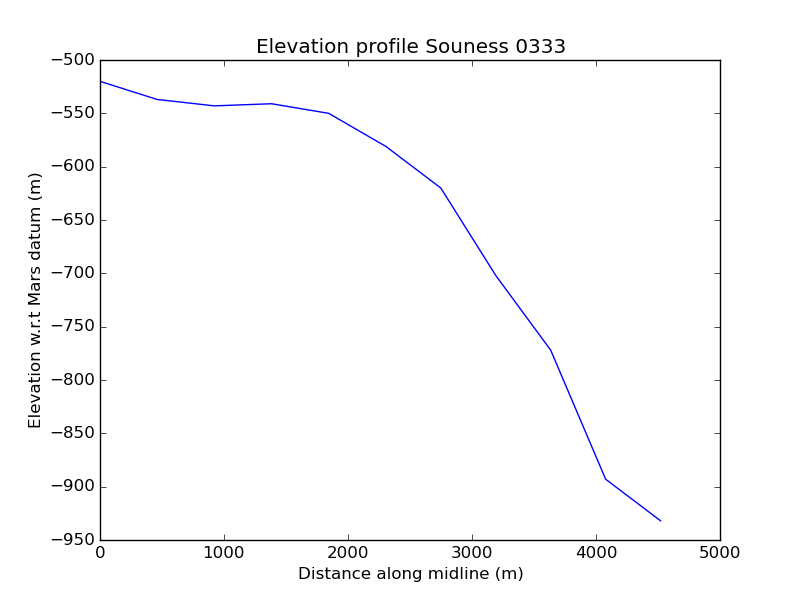 Elevation profile Souness 0333
−500
−550
−600
−650
−700
−750
−800
−850
−900
−950
Elevation w.r.t Mars datum (m)
0 1000 2000 3000 4000 5000
Distance along midline (m)